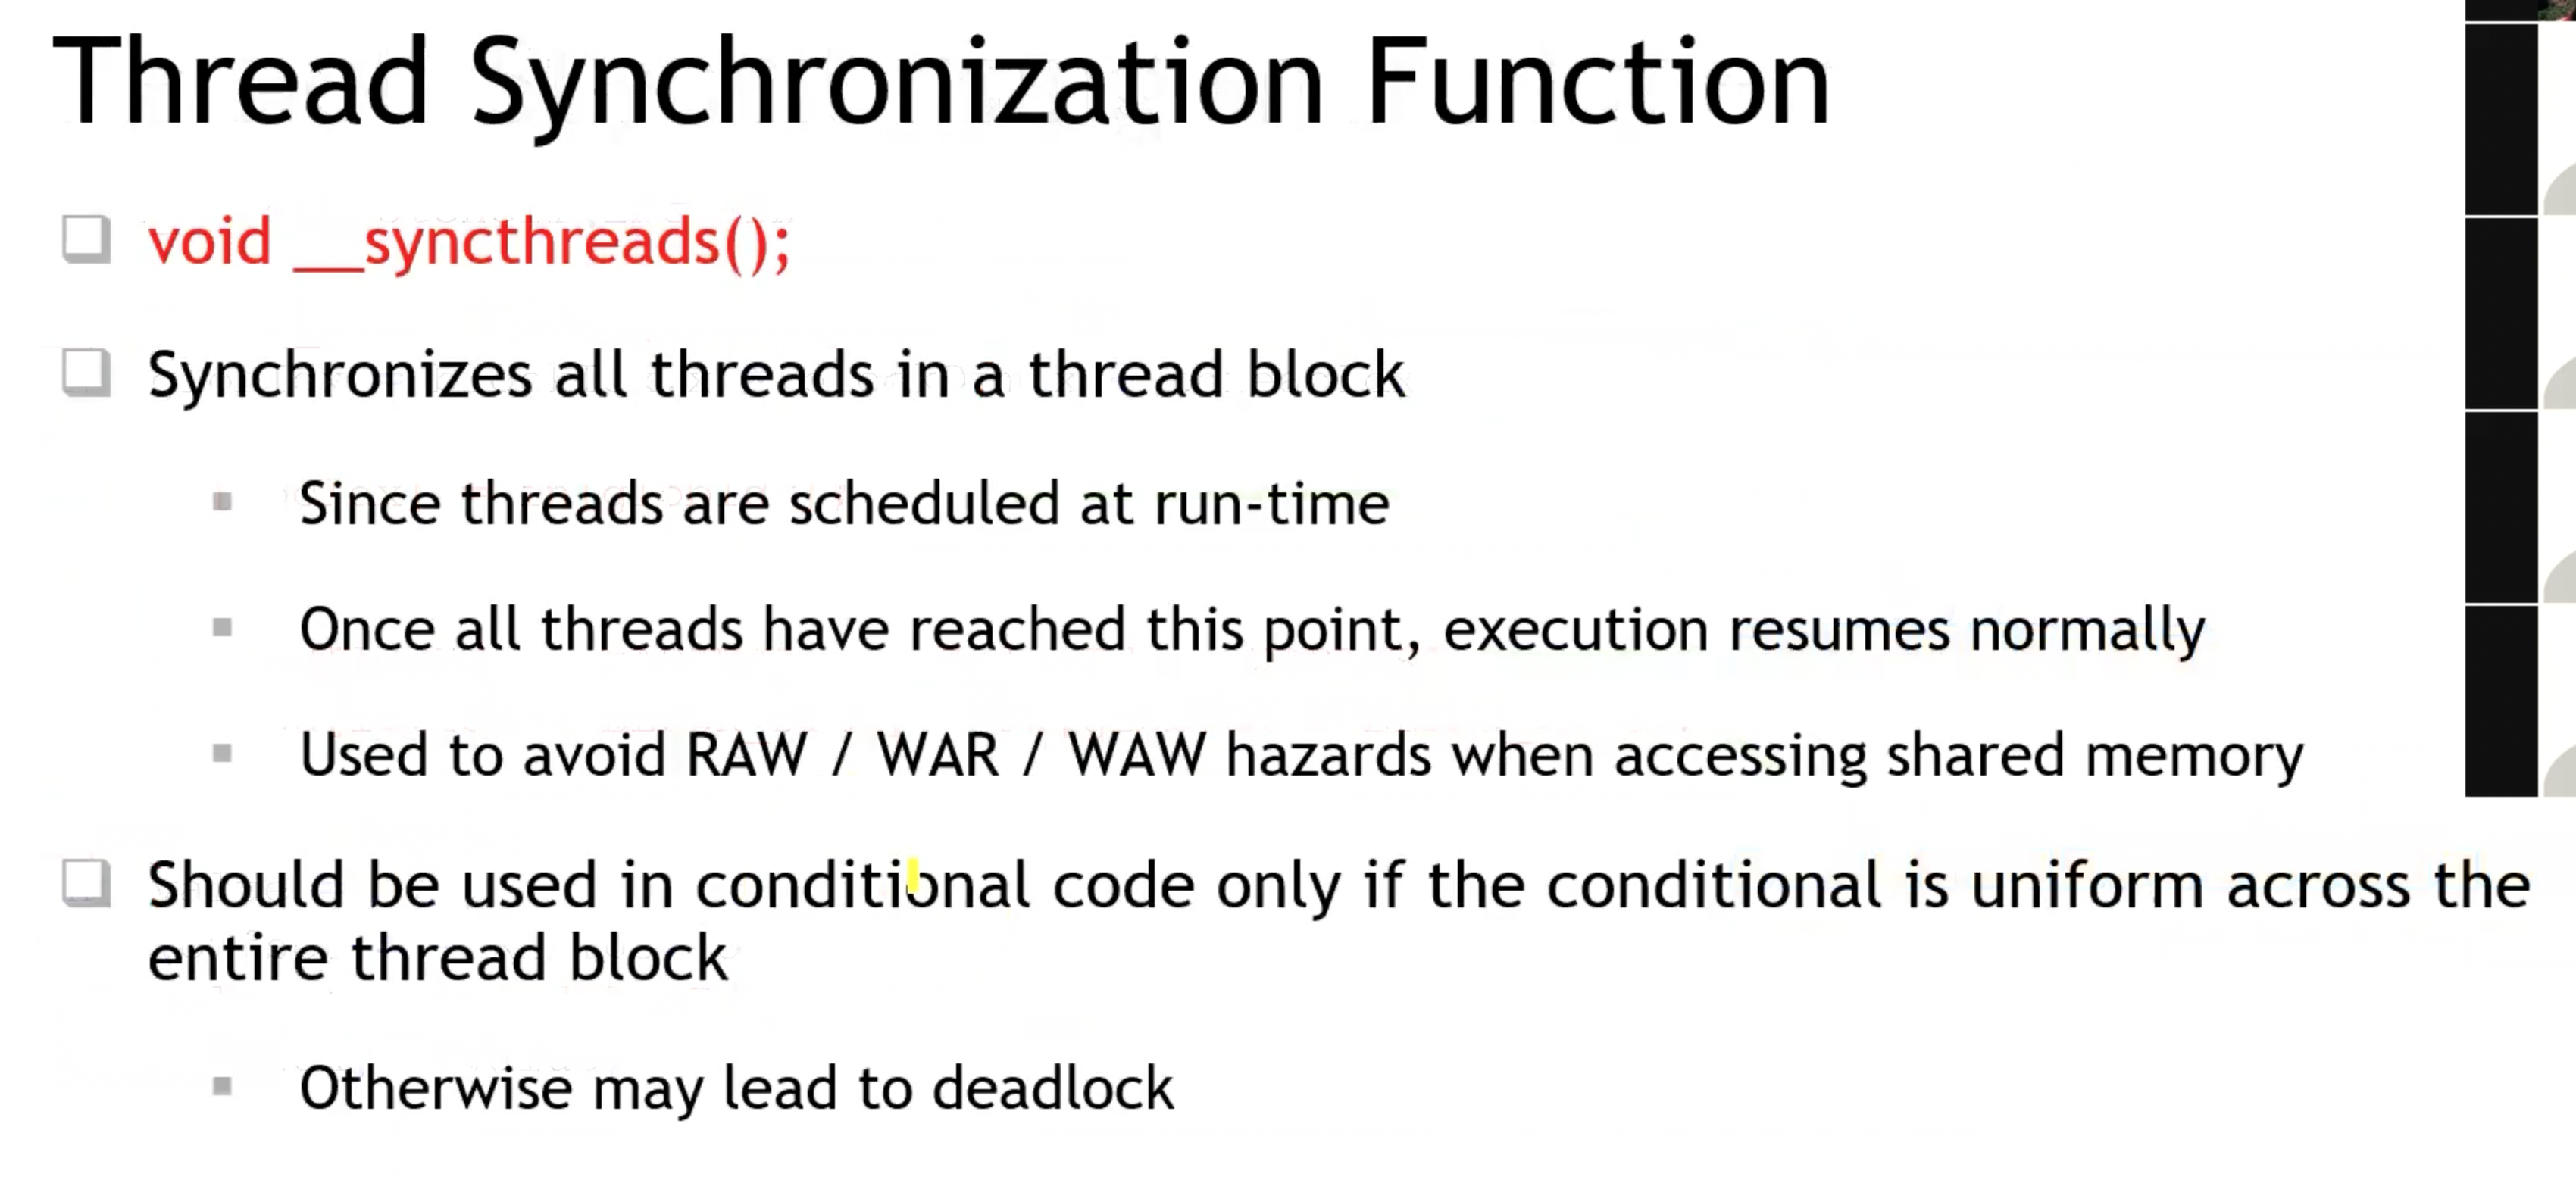 Thread Synchronization Function
void __syncthreads();
Synchronizes all threads in a thread block
Since threads are scheduled at run-time
Once all threads have reached this point, execution resumes normally
Used to avoid RAW / WAR / WAW hazards when accessing shared memory
Should be used in conditional code only if the conditional is uniform across the
entire thread block
Otherwise may lead to deadlock